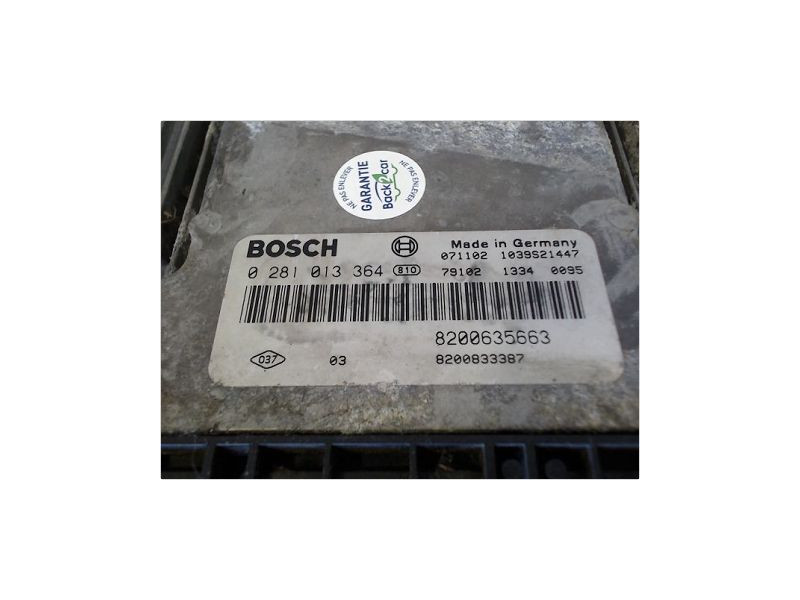 NE PAS ENLEVER
GARANTIE
Back2car
NE PAS ENLEVER
BOSCH
Made in Germany
071102 1039S21447
0 281 013 364 810
79102 1334 0095
8200635663
037 03
8200833387